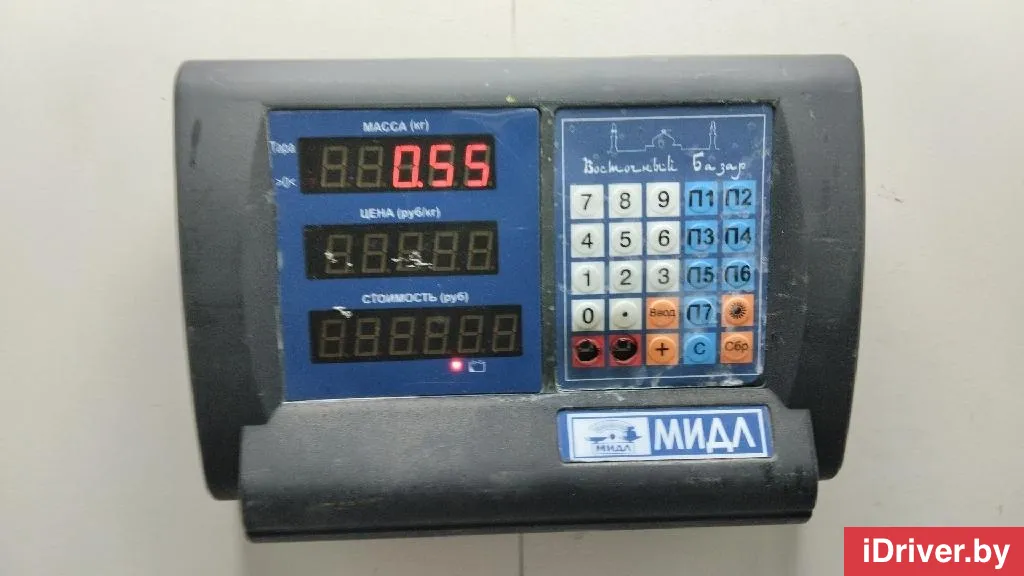 МАССА (кг)
Тара
0.55
>0<
ЦЕНА (руб/кг)
СТОИМОСТЬ (руб)
Восточный Базар
7 8 9 П1 П2
4 5 6 П3 П4
1 2 3 П5 П6
0 . Ввод П7
+ C Сбр
МИДЛ
МИДЛ
iDriver.by